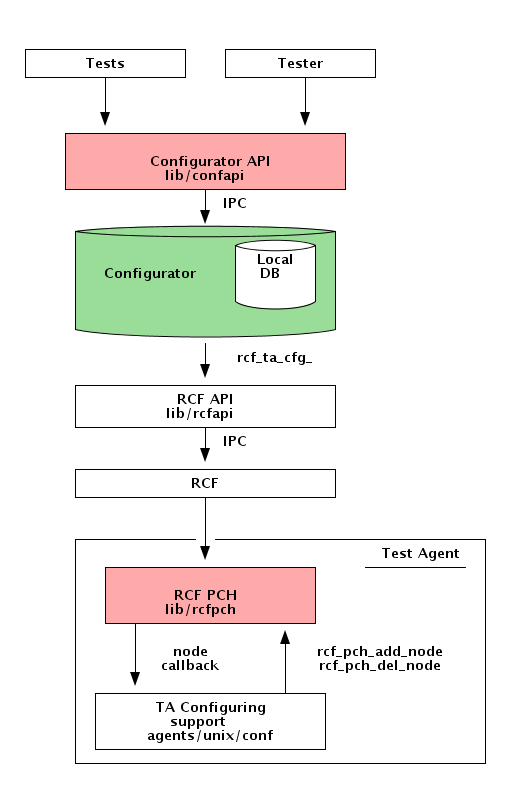 Tests
Tester
Configurator API
lib/confapi
IPC
Local
DB
Configurator
rcf_ta_cfg_
RCF API
lib/rcfapi
IPC
RCF
Test Agent
RCF PCH
lib/rcfpch
node
callback
rcf_pch_add_node
rcf_pch_del_node
TA Configuring
support
agents/unix/conf